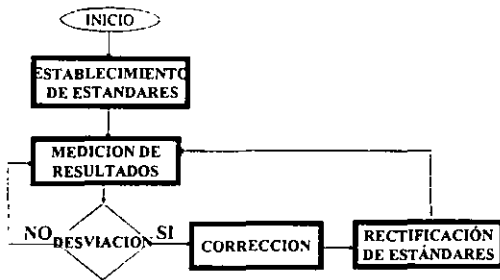 INICIO
ESTABLECIMIENTO
DE ESTANDARES
MEDICION DE
RESULTADOS
NO
DESVIACION
SI
CORRECCION
RECTIFICACIÓN
DE ESTÁNDARES